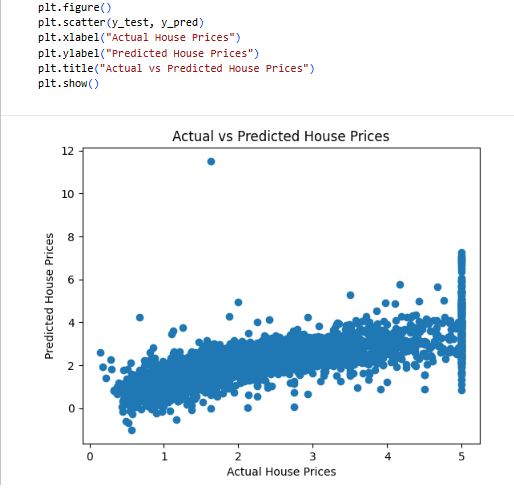 plt.figure()
plt.scatter(y_test, y_pred)
plt.xlabel("Actual House Prices")
plt.ylabel("Predicted House Prices")
plt.title("Actual vs Predicted House Prices")
plt.show()
Actual vs Predicted House Prices
12
10
8
6
4
2
0
Predicted House Prices
0 1 2 3 4 5
Actual House Prices